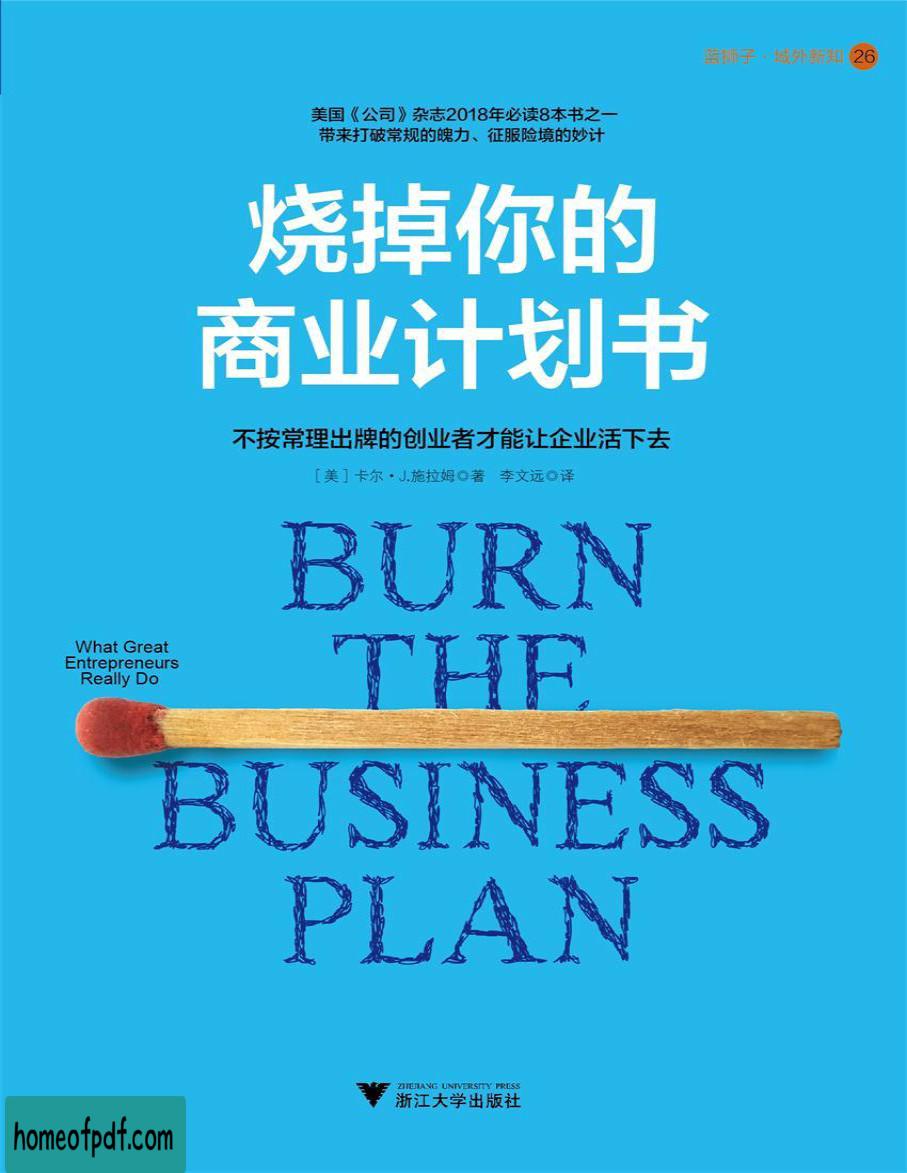 蓝狮子·域外新知 26
美国《公司》杂志2018年必读8本书之一
带来打破常规的魄力、征服险境的妙计
烧掉你的
商业计划书
不按常理出牌的创业者才能让企业活下去
［美］卡尔·J.施拉姆◎著 李文远◎译
BURN
THE
What Great
Entrepreneurs
Really Do
BUSINESS
PLAN
ZHEJIANG UNIVERSITY PRESS
浙江大学出版社
homeofpdf.com